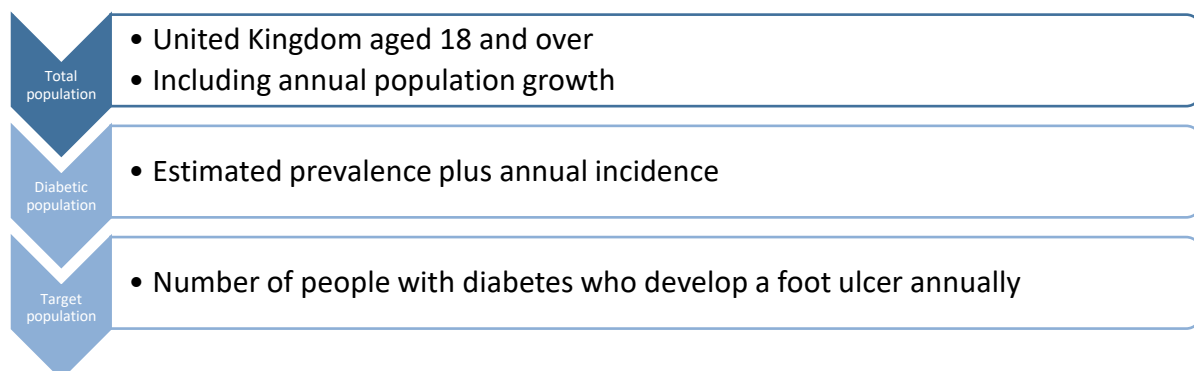 Total
population
• United Kingdom aged 18 and over
• Including annual population growth
Diabetic
population
• Estimated prevalence plus annual incidence
Target
population
• Number of people with diabetes who develop a foot ulcer annually